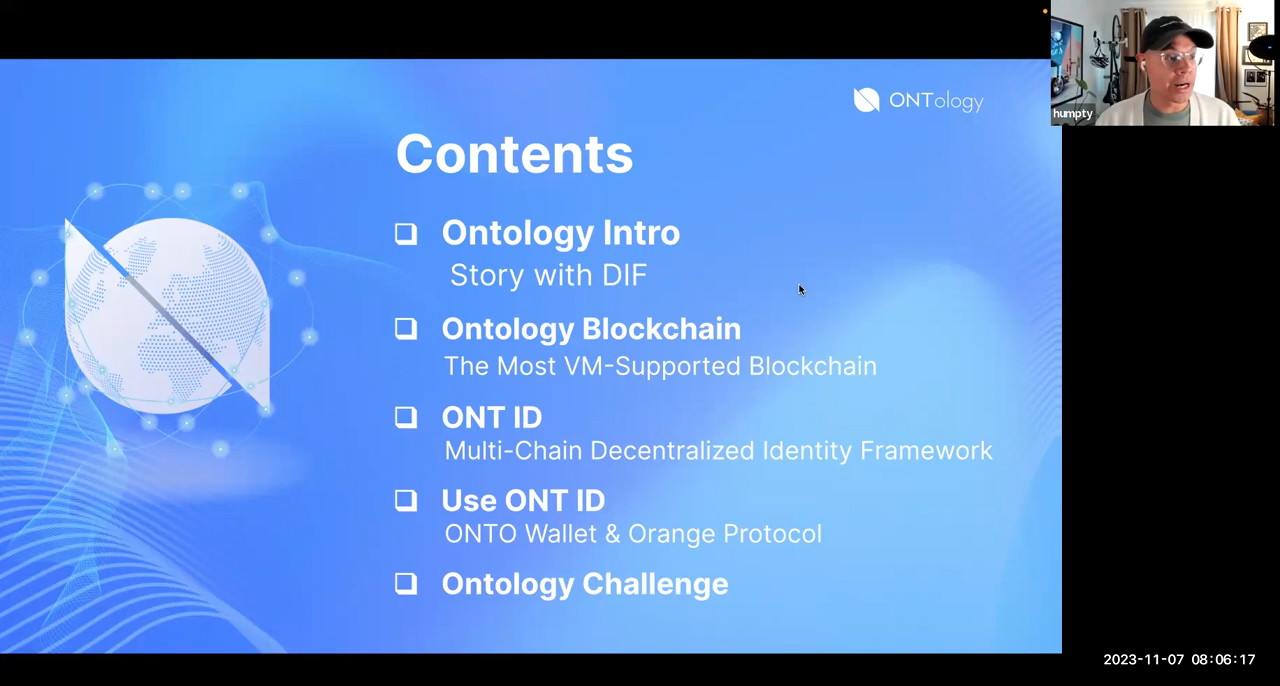 ONTology
humpty
Contents
Ontology Intro
Story with DIF
Ontology Blockchain
The Most VM-Supported Blockchain
ONT ID
Multi-Chain Decentralized Identity Framework
Use ONT ID
ONTO Wallet & Orange Protocol
Ontology Challenge
2023-11-07 08:06:17